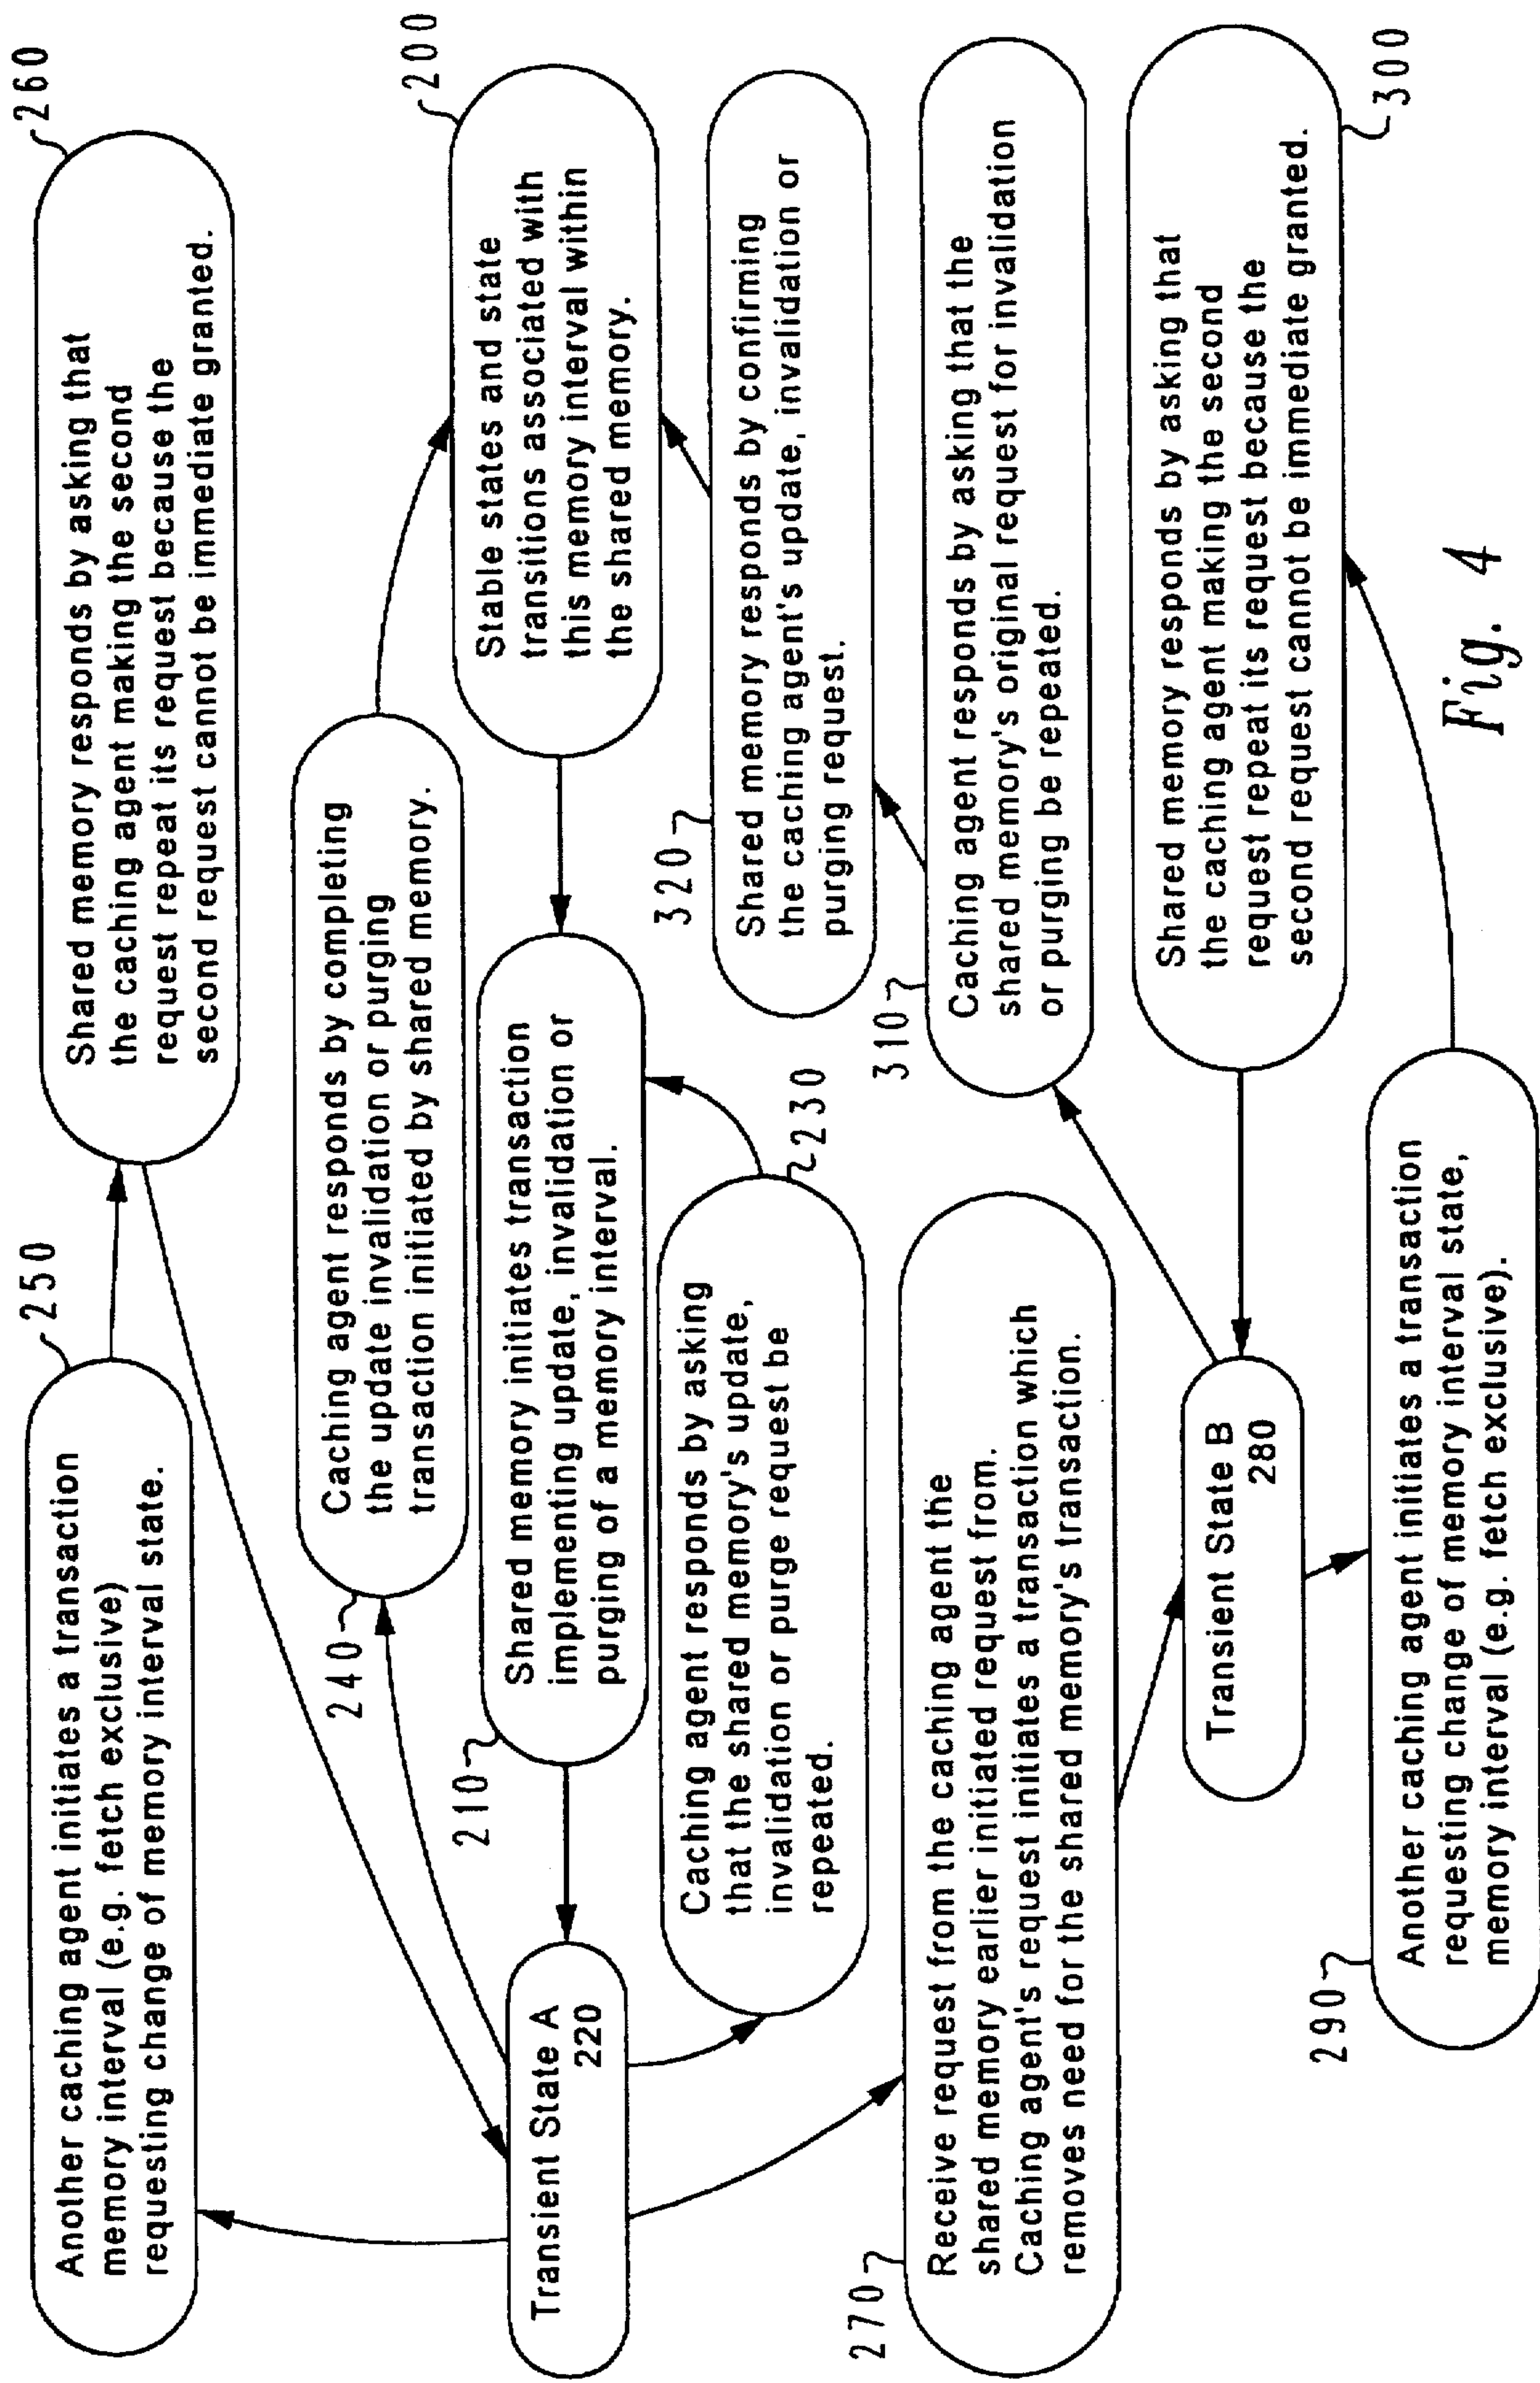 250
Another caching agent initiates a transaction
memory interval (e.g. fetch exclusive)
requesting change of memory interval state.
260
Shared memory responds by asking that
the caching agent making the second
request repeat its request because the
second request cannot be immediate granted.
240
Caching agent responds by completing
the update invalidation or purging
transaction initiated by shared memory.
200
Stable states and state
transitions associated with
this memory interval within
the shared memory.
Transient State A
220
210
Shared memory initiates transaction
implementing update, invalidation or
purging of a memory interval.
230
Caching agent responds by asking
that the shared memory's update,
invalidation or purge request be
repeated.
320
Shared memory responds by confirming
the caching agent's update, invalidation or
purging request.
270
Receive request from the caching agent the
shared memory earlier initiated request from.
Caching agent's request initiates a transaction which
removes need for the shared memory's transaction.
310
Caching agent responds by asking that the
shared memory's original request for invalidation
or purging be repeated.
Transient State B
280
Shared memory responds by asking that
the caching agent making the second
request repeat its request because the
second request cannot be immediate granted.
300
290
Another caching agent initiates a transaction
requesting change of memory interval state,
memory interval (e.g. fetch exclusive).
Fig. 4